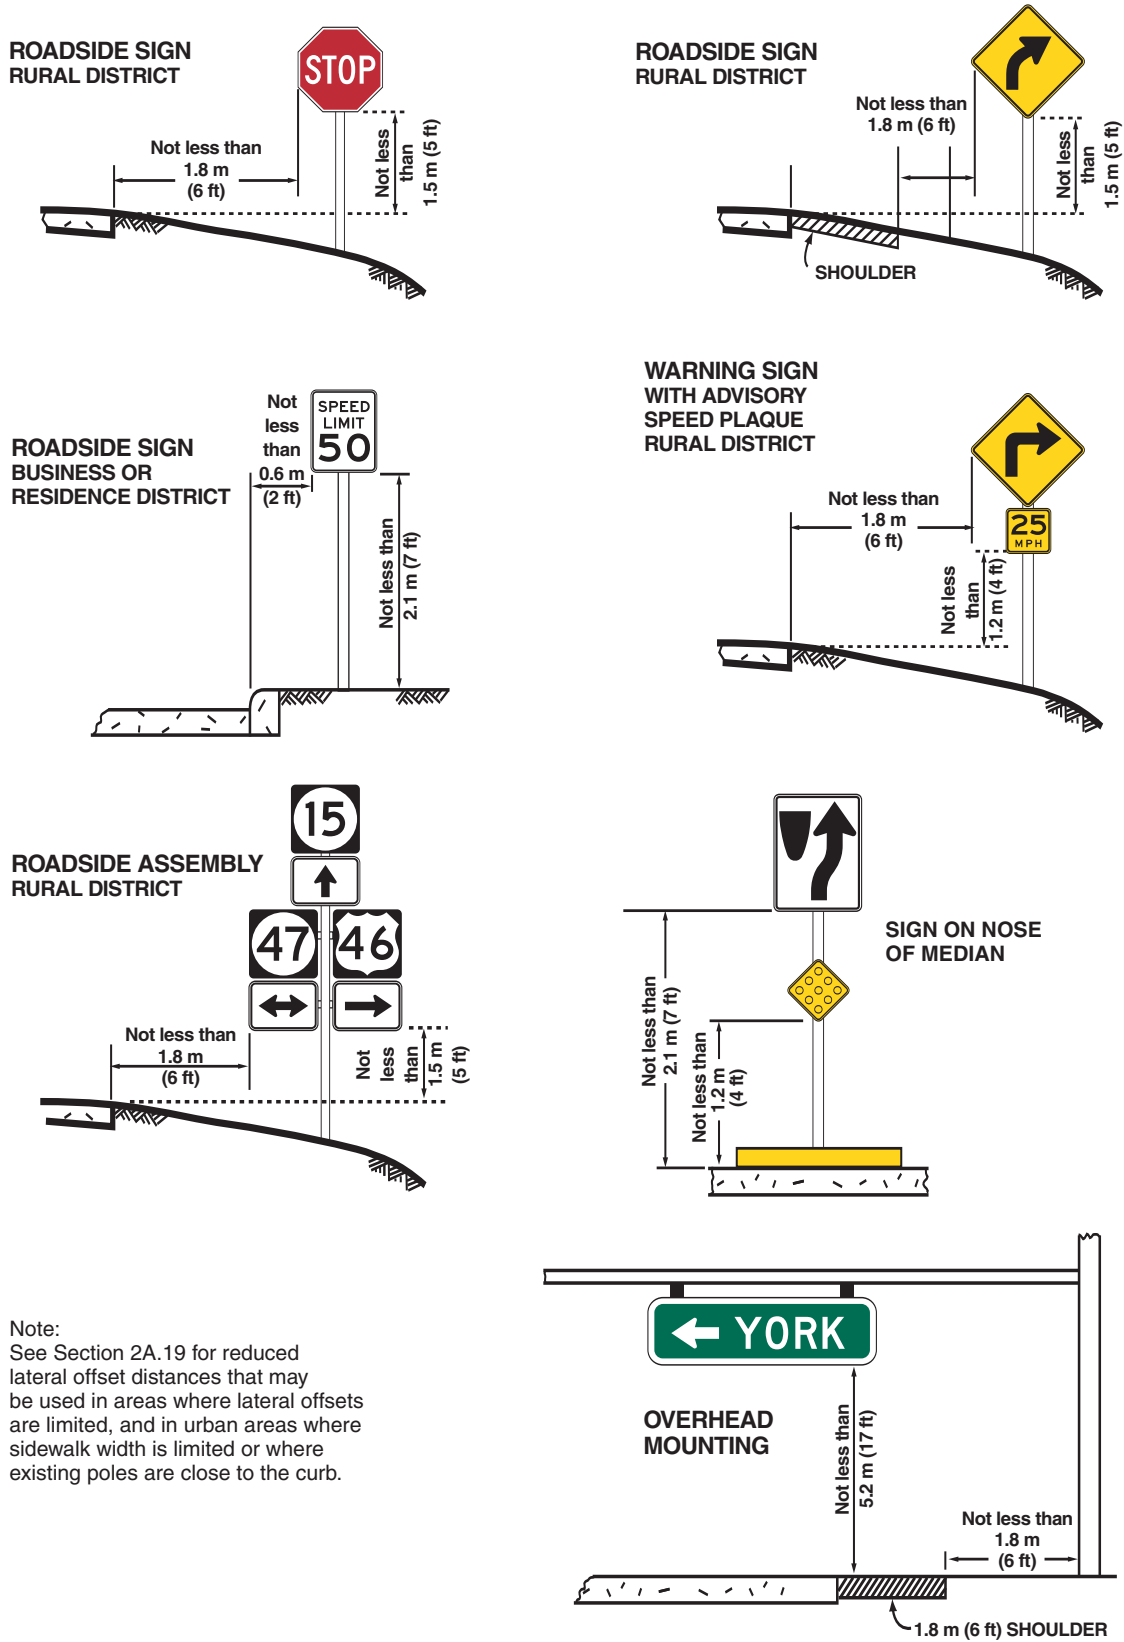 ROADSIDE SIGN
RURAL DISTRICT
STOP
Not less than
1.8 m
(6 ft)
Not less
than
1.5 m (5 ft)
ROADSIDE SIGN
RURAL DISTRICT
Not less than
1.8 m (6 ft)
Not less
than
1.5 m (5 ft)
SHOULDER
ROADSIDE SIGN
BUSINESS OR
RESIDENCE DISTRICT
Not
less
than
0.6 m
(2 ft)
SPEED
LIMIT
50
Not less than
2.1 m (7 ft)
WARNING SIGN
WITH ADVISORY
SPEED PLAQUE
RURAL DISTRICT
Not less than
1.8 m
(6 ft)
25
MPH
Not less
than
1.2 m (4 ft)
ROADSIDE ASSEMBLY
RURAL DISTRICT
15
47
46
Not less than
1.8 m
(6 ft)
Not
less
than
1.5 m
(5 ft)
SIGN ON NOSE
OF MEDIAN
Not less than
2.1 m (7 ft)
Not less than
1.2 m
(4 ft)
Note:
See Section 2A.19 for reduced
lateral offset distances that may
be used in areas where lateral offsets
are limited, and in urban areas where
sidewalk width is limited or where
existing poles are close to the curb.
YORK
OVERHEAD
MOUNTING
Not less than
5.2 m (17 ft)
Not less than
1.8 m
(6 ft)
1.8 m (6 ft) SHOULDER